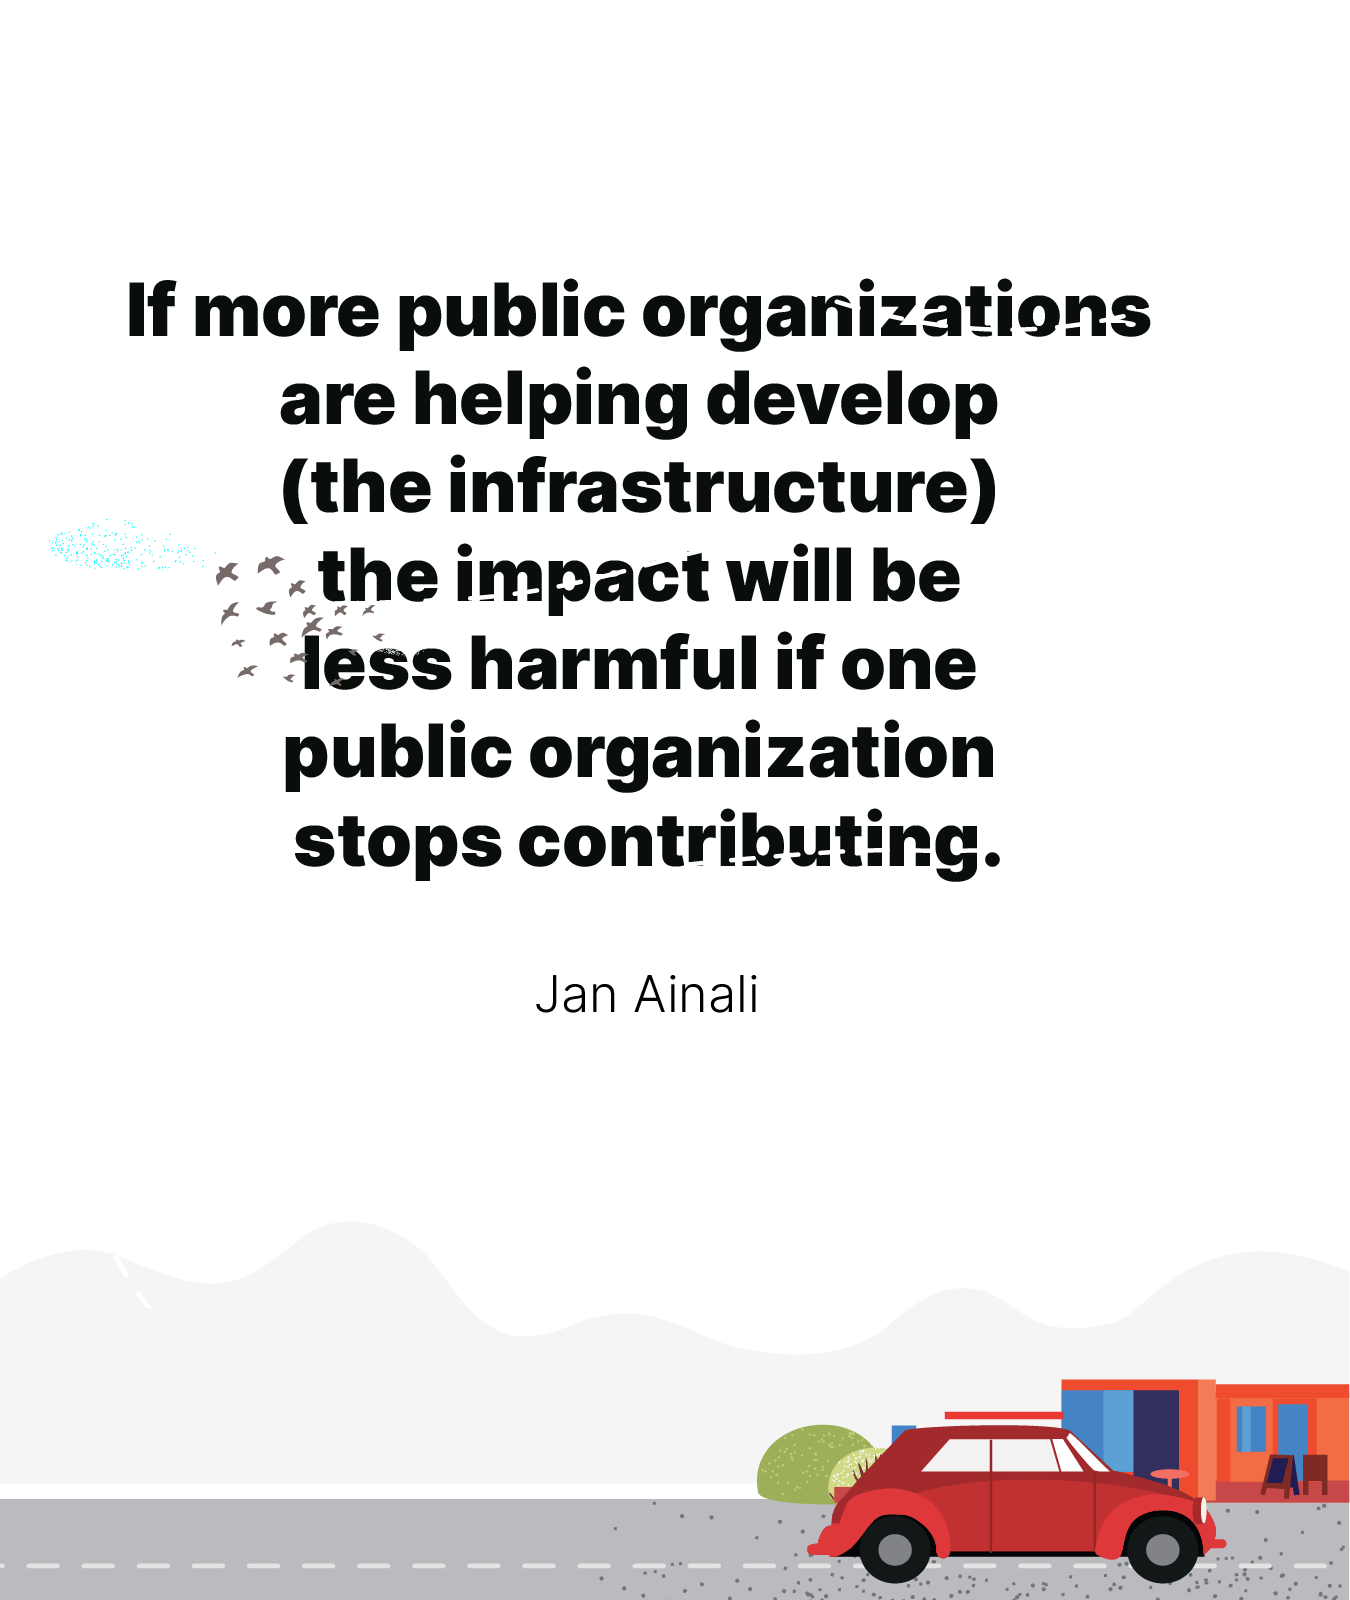 If more public organizations
are helping develop
(the infrastructure)
the impact will be
less harmful if one
public organization
stops contributing.
Jan Ainali